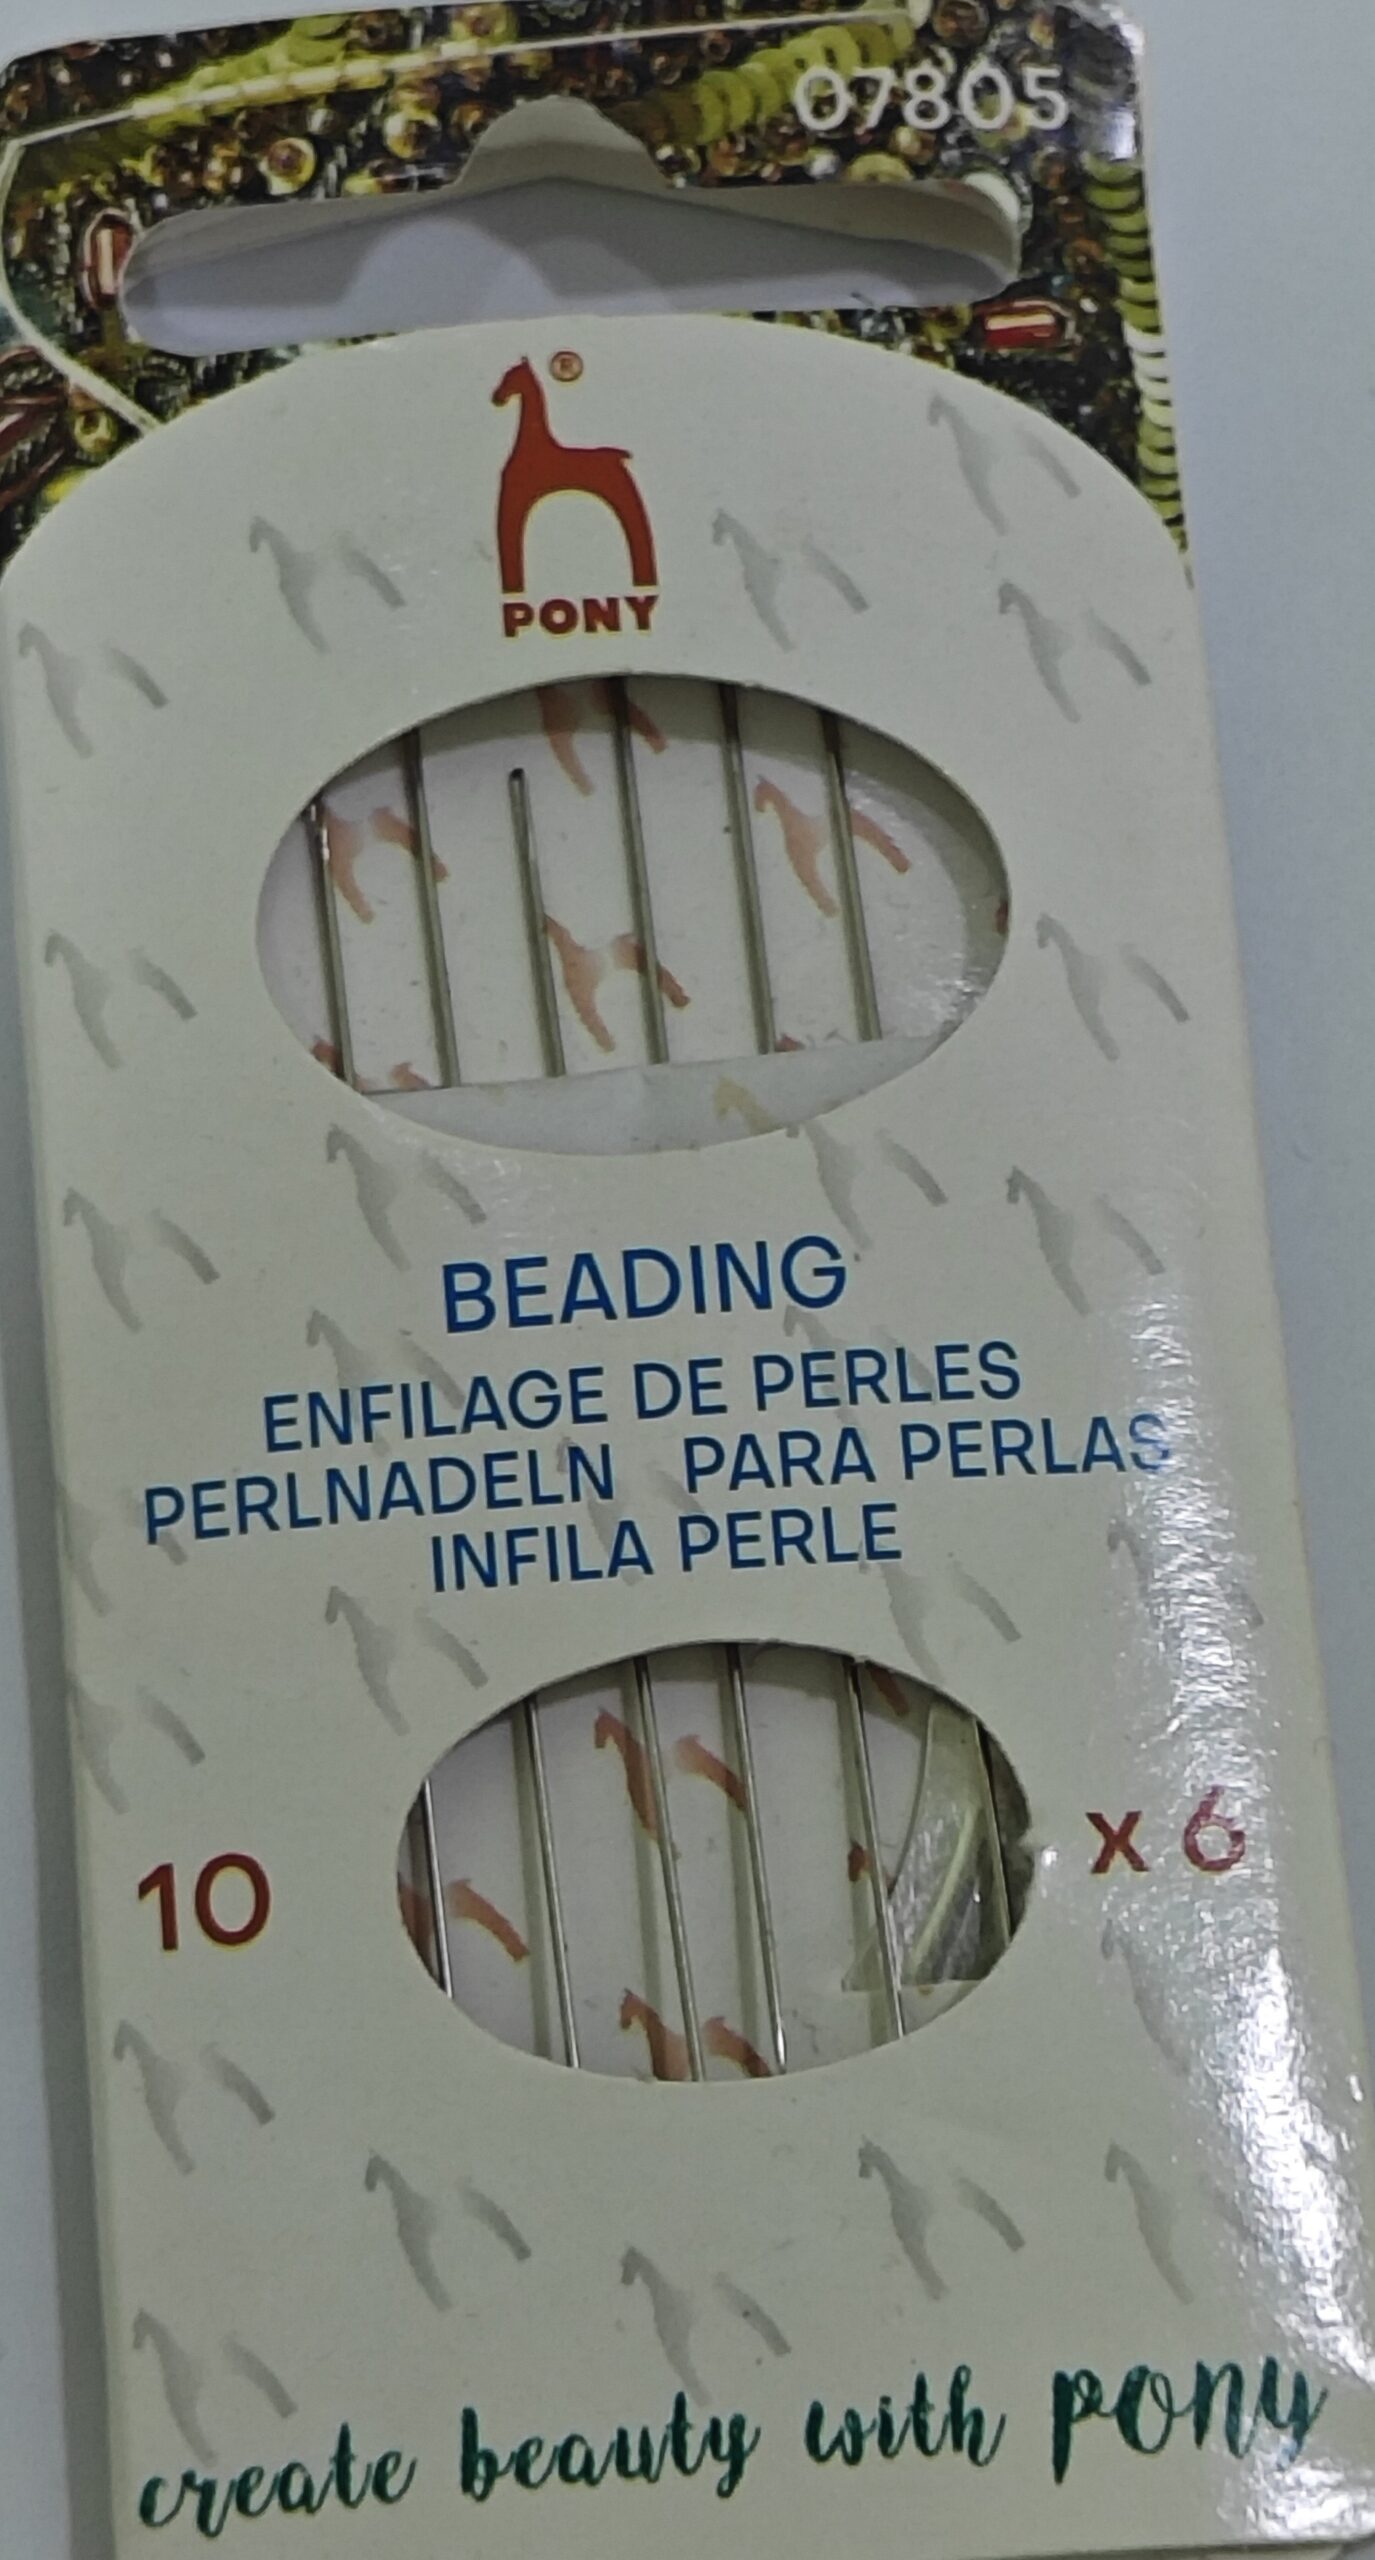 07805
®
PONY
BEADING
ENFILAGE DE PERLES
PERLNADELN PARA PERLAS
INFILA PERLE
10 x 6
create beauty with pony